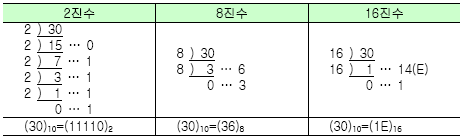 2진수 8진수 16진수
2 ) 30
2 ) 15 … 0
2 ) 7 … 1
2 ) 3 … 1
2 ) 1 … 1
0 … 1
8 ) 30
8 ) 3 … 6
0 … 3
16 ) 30
16 ) 1 … 14(E)
0 … 1
(30)10=(11110)2 (30)10=(36)8 (30)10=(1E)16